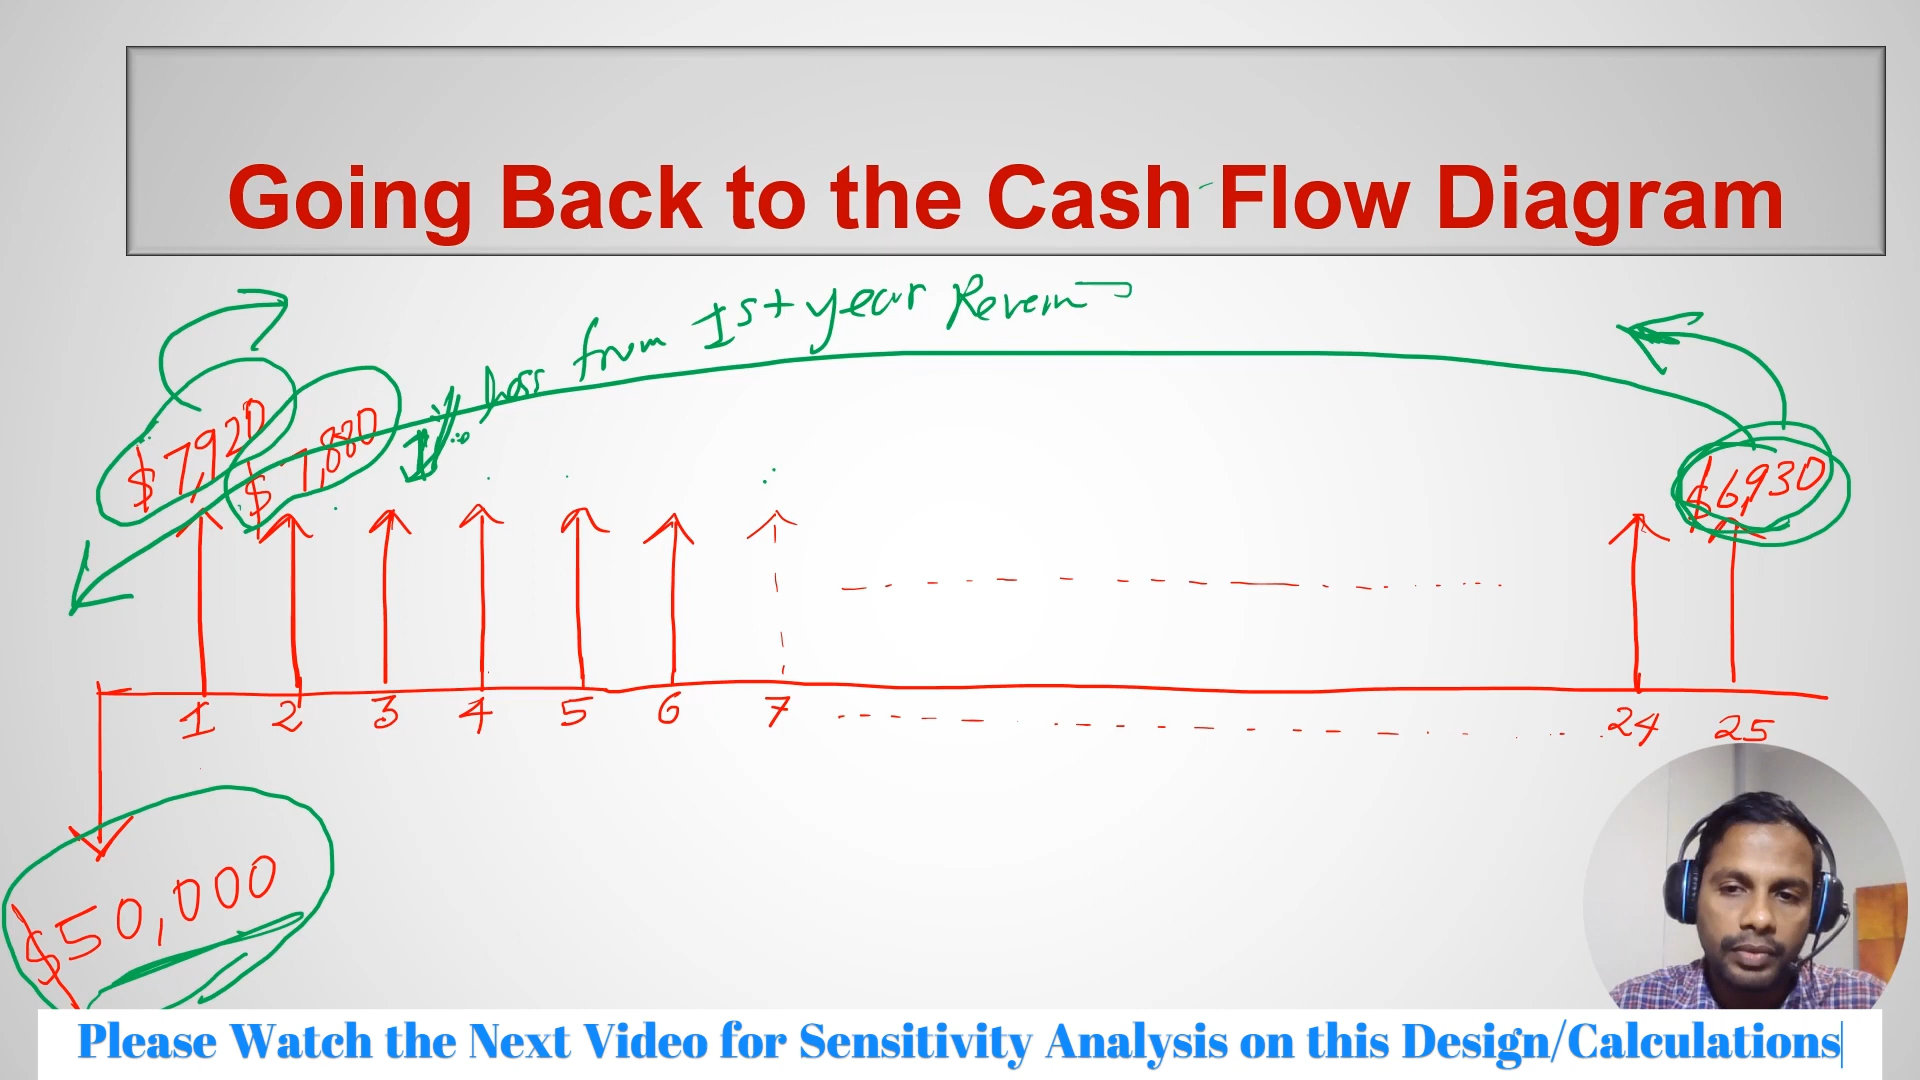 Going Back to the Cash Flow Diagram
1% Loss from 1st year
$7,920
$7,880
$6,930
1 2 3 4 5 6 7 24 25
$50,000
Please Watch the Next Video for Sensitivity Analysis on this Design/Calculations